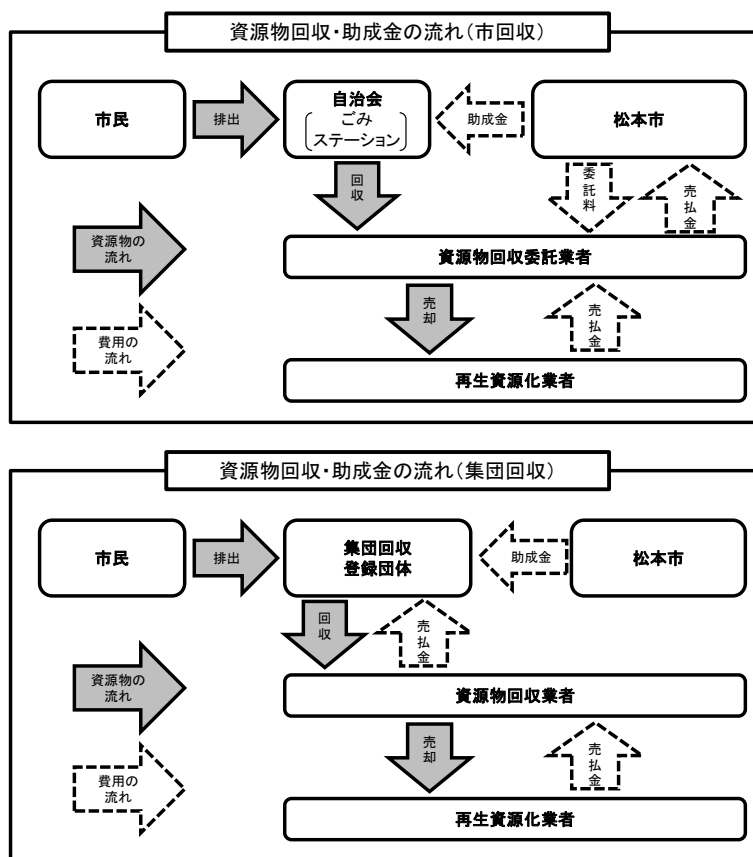 資源物回収・助成金の流れ（市回収）
市民
排出
自治会
ごみ
ステーション
助成金
松本市
回収
委託料
売払金
資源物の
流れ
資源物回収委託業者
売却
売払金
費用の
流れ
再生資源化業者
資源物回収・助成金の流れ（集団回収）
市民
排出
集団回収
登録団体
助成金
松本市
回収
売払金
資源物の
流れ
資源物回収業者
売却
売払金
費用の
流れ
再生資源化業者